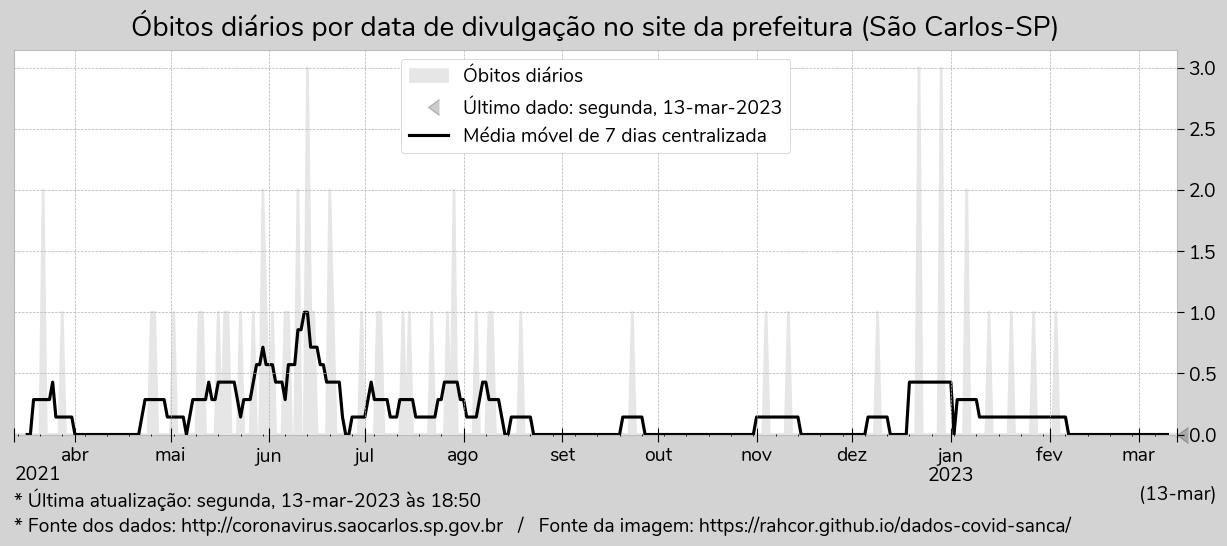 Óbitos diários por data de divulgação no site da prefeitura (São Carlos-SP)
Óbitos diários
Último dado: segunda, 13-mar-2023
Média móvel de 7 dias centralizada
3.0
2.5
2.0
1.5
1.0
0.5
0.0
abr mai jun jul ago set out nov dez jan fev mar
2021 2023
(13-mar)
* Última atualização: segunda, 13-mar-2023 às 18:50
* Fonte dos dados: http://coronavirus.saocarlos.sp.gov.br / Fonte da imagem: https://rahcor.github.io/dados-covid-sanca/